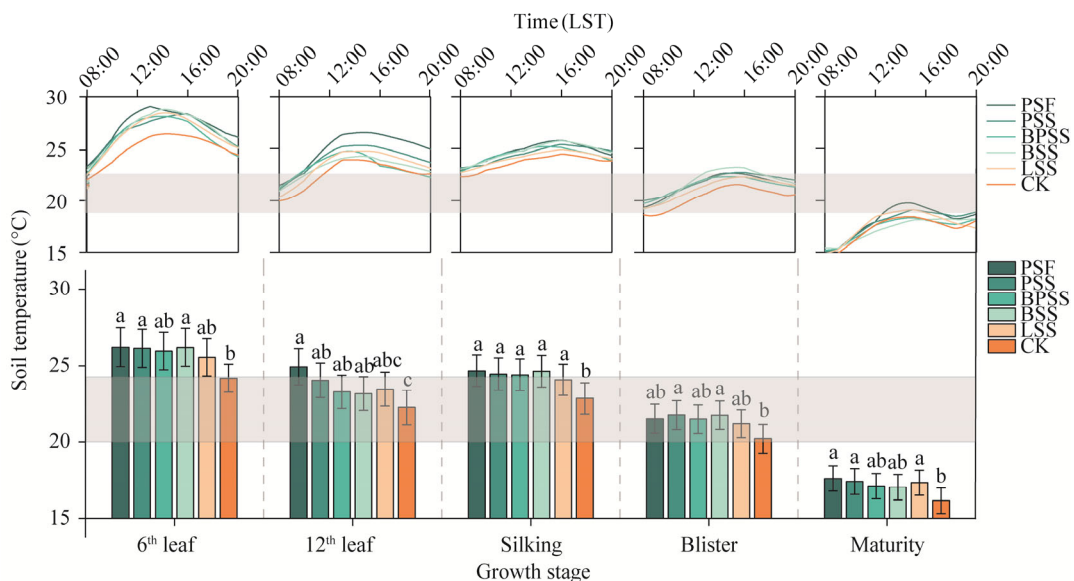 Time (LST)
08:00 12:00 16:00 20:00 08:00 12:00 16:00 20:00 08:00 12:00 16:00 20:00 08:00 12:00 16:00 20:00 08:00 12:00 16:00 20:00
30
25
20
15
PSF
PSS
BPSS
BSS
LSS
CK
Soil temperature (°C)
30
25
20
15
PSF
PSS
BPSS
BSS
LSS
CK
a a ab a ab b
a ab ab ab abc c
a a a a a b
ab a ab a ab b
a a ab ab a b
6th leaf 12th leaf Silking Blister Maturity
Growth stage